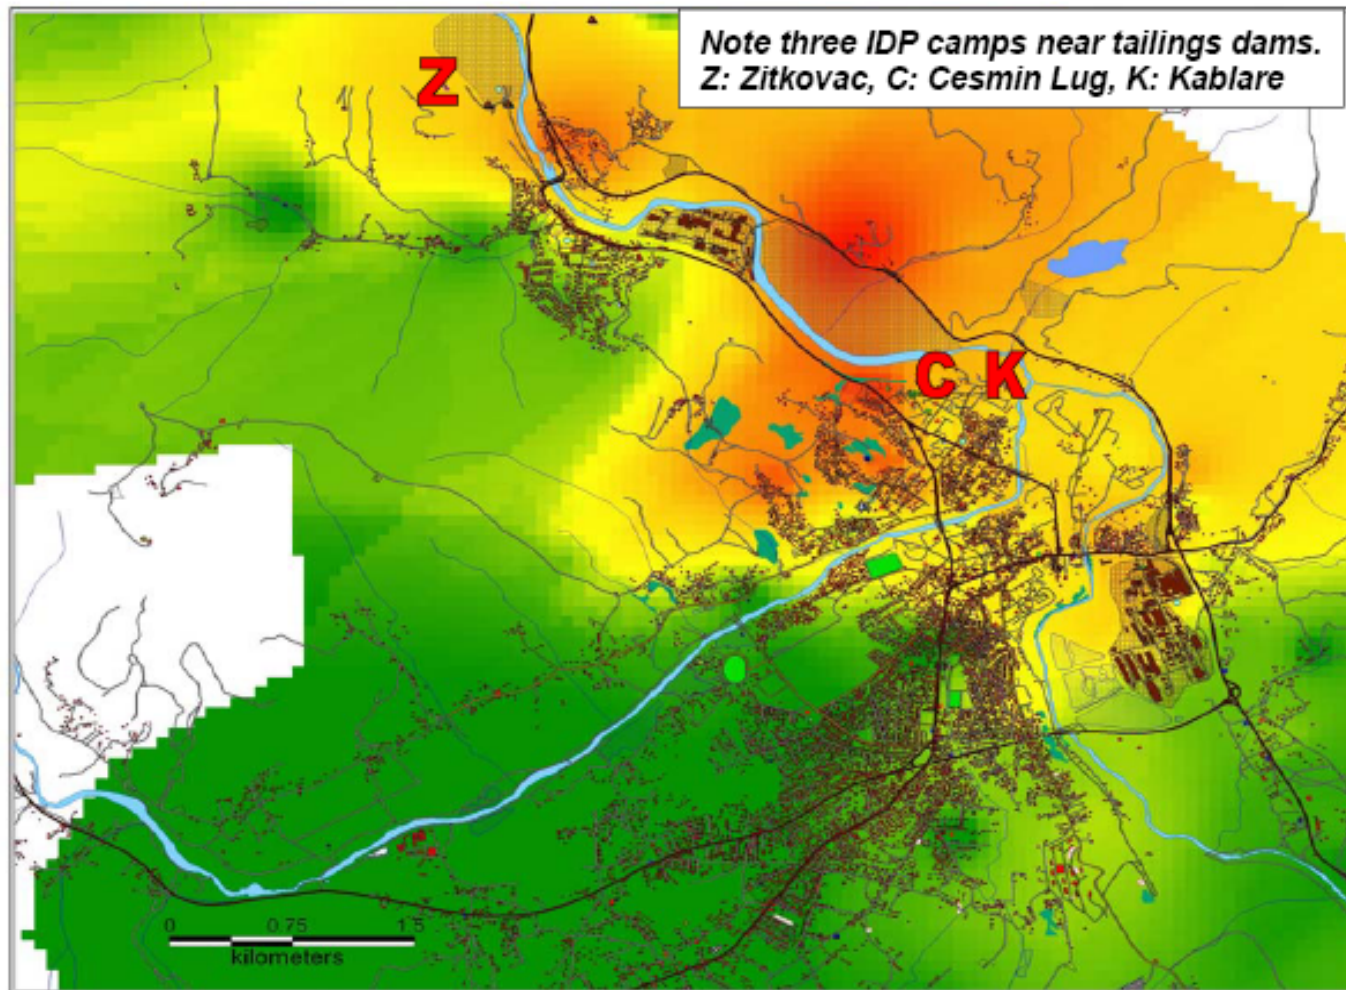 Note three IDP camps near tailings dams.
Z: Zitkovac, C: Cesmin Lug, K: Kablare
Z
C K
0 0.75 1.5
kilometers